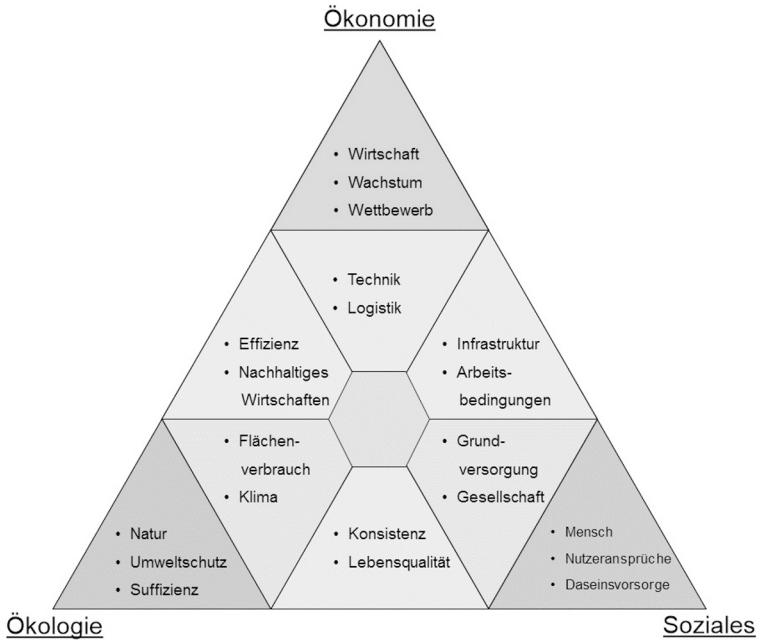 Ökonomie
• Wirtschaft
• Wachstum
• Wettbewerb
• Technik
• Logistik
• Effizienz
• Nachhaltiges
Wirtschaften
• Infrastruktur
• Arbeits-
bedingungen
• Flächen-
verbrauch
• Klima
• Grund-
versorgung
• Gesellschaft
• Natur
• Umweltschutz
• Suffizienz
• Konsistenz
• Lebensqualität
• Mensch
• Nutzeransprüche
• Daseinsvorsorge
Ökologie
Soziales